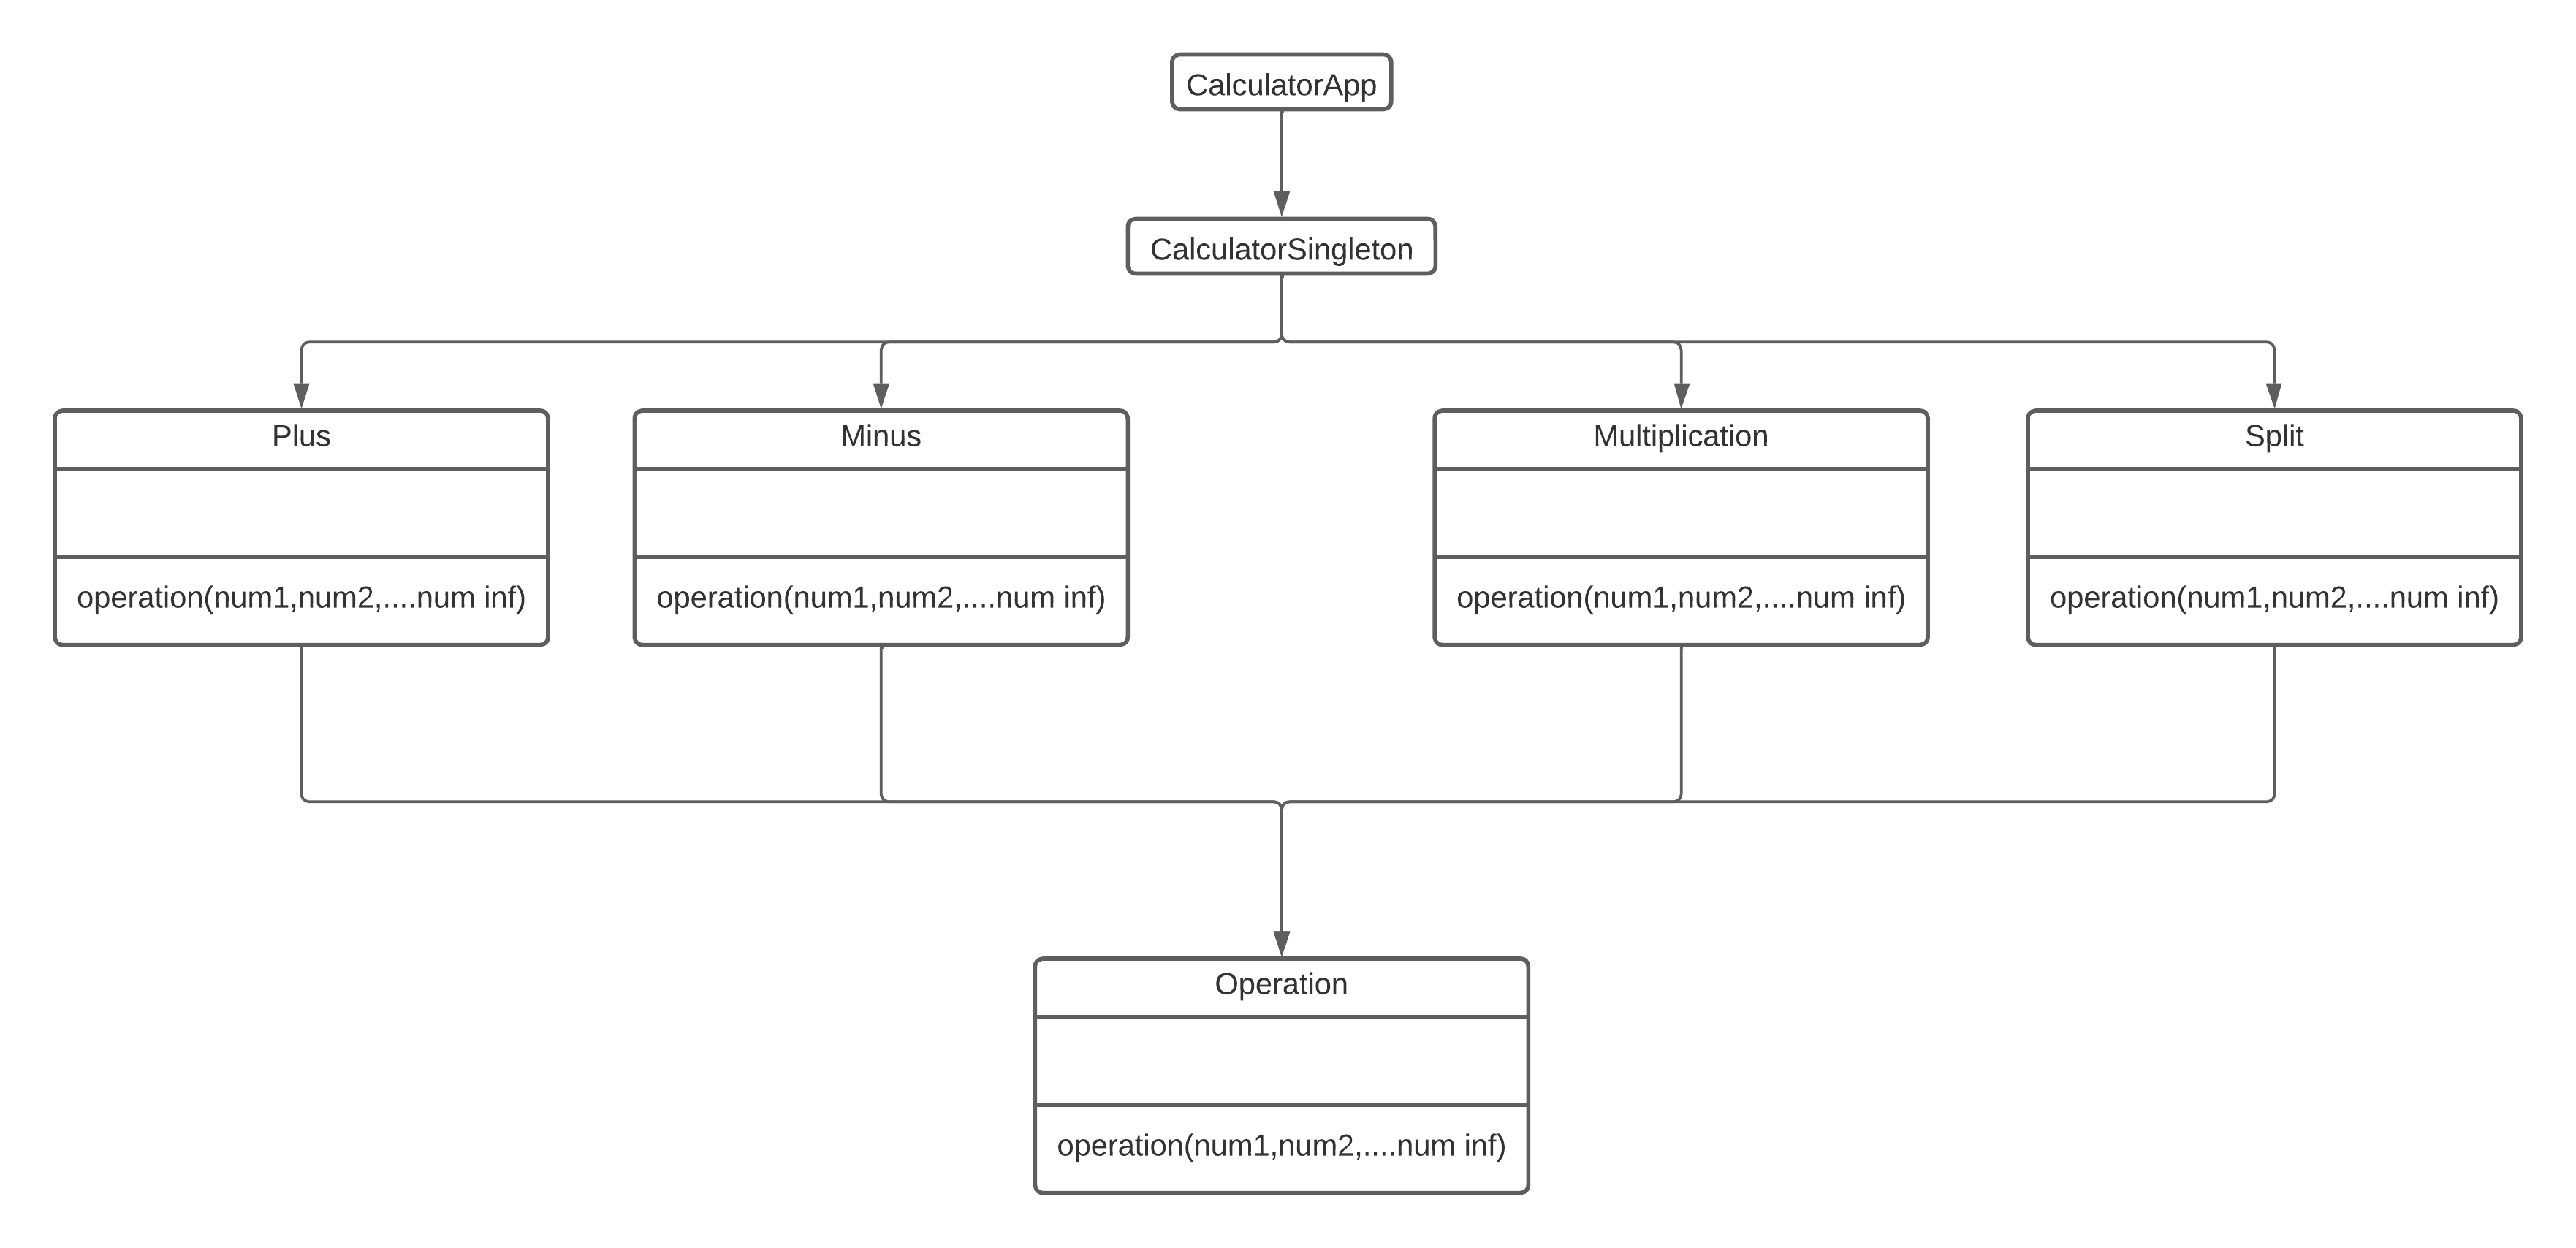 CalculatorApp
CalculatorSingleton
Plus
Minus
Multiplication
Split
operation(num1,num2,....num inf)
operation(num1,num2,....num inf)
operation(num1,num2,....num inf)
operation(num1,num2,....num inf)
Operation
operation(num1,num2,....num inf)